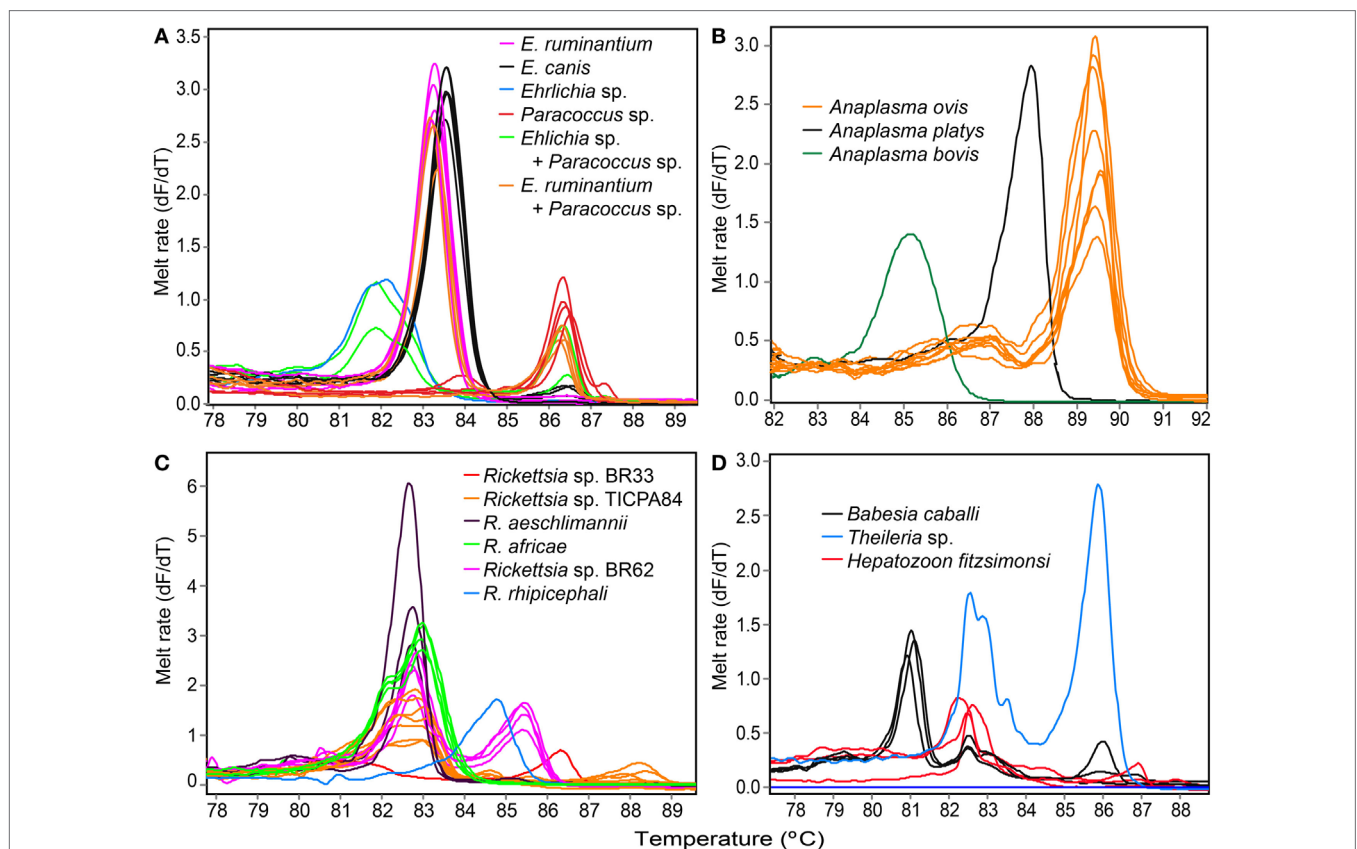 A
3.5
3.0
2.5
2.0
1.5
1.0
0.5
0.0
Melt rate (dF/dT)
78 79 80 81 82 83 84 85 86 87 88 89
E. ruminantium
E. canis
Ehrlichia sp.
Paracoccus sp.
Ehlichia sp.
+ Paracoccus sp.
E. ruminantium
+ Paracoccus sp.
B
3.0
2.5
2.0
1.5
1.0
0.5
0.0
Melt rate (dF/dT)
82 83 84 85 86 87 88 89 90 91 92
Anaplasma ovis
Anaplasma platys
Anaplasma bovis
C
6
5
4
3
2
1
0
Melt rate (dF/dT)
78 79 80 81 82 83 84 85 86 87 88 89
Rickettsia sp. BR33
Rickettsia sp. TICPA84
R. aeschlimannii
R. africae
Rickettsia sp. BR62
R. rhipicephali
D
3.0
2.5
2.0
1.5
1.0
0.5
0.0
Melt rate (dF/dT)
78 79 80 81 82 83 84 85 86 87 88
Babesia caballi
Theileria sp.
Hepatozoon fitzsimonsi
Temperature (°C)